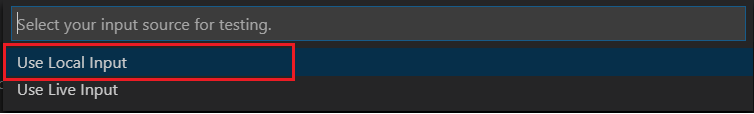 Select your input source for testing.
Use Local Input
Use Live Input